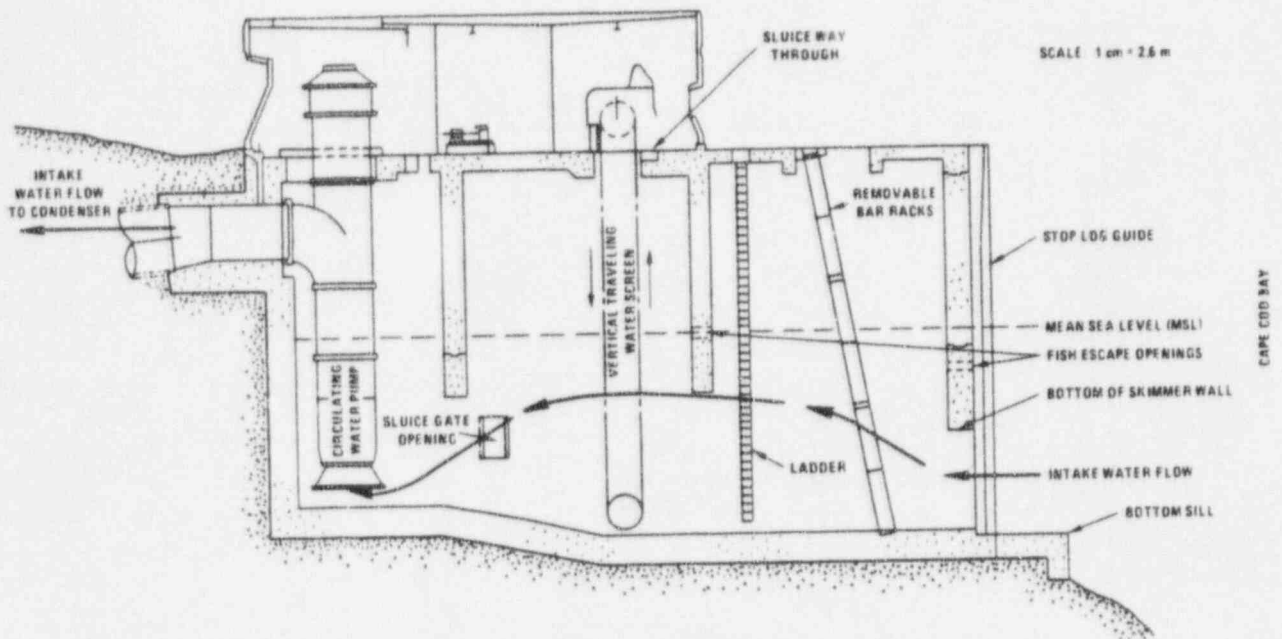 SLUICE WAY
THROUGH
SCALE: 1 cm = 2.6 m
INTAKE
WATER FLOW
TO CONDENSER
REMOVABLE
BAR RACKS
STOP LOG GUIDE
VERTICAL TRAVELING
WATER SCREEN
CAPE COD BAY
MEAN SEA LEVEL (MSL)
FISH ESCAPE OPENINGS
CIRCULATING
WATER PUMP
BOTTOM OF SKIMMER WALL
SLUICE GATE
OPENING
LADDER
INTAKE WATER FLOW
BOTTOM SILL